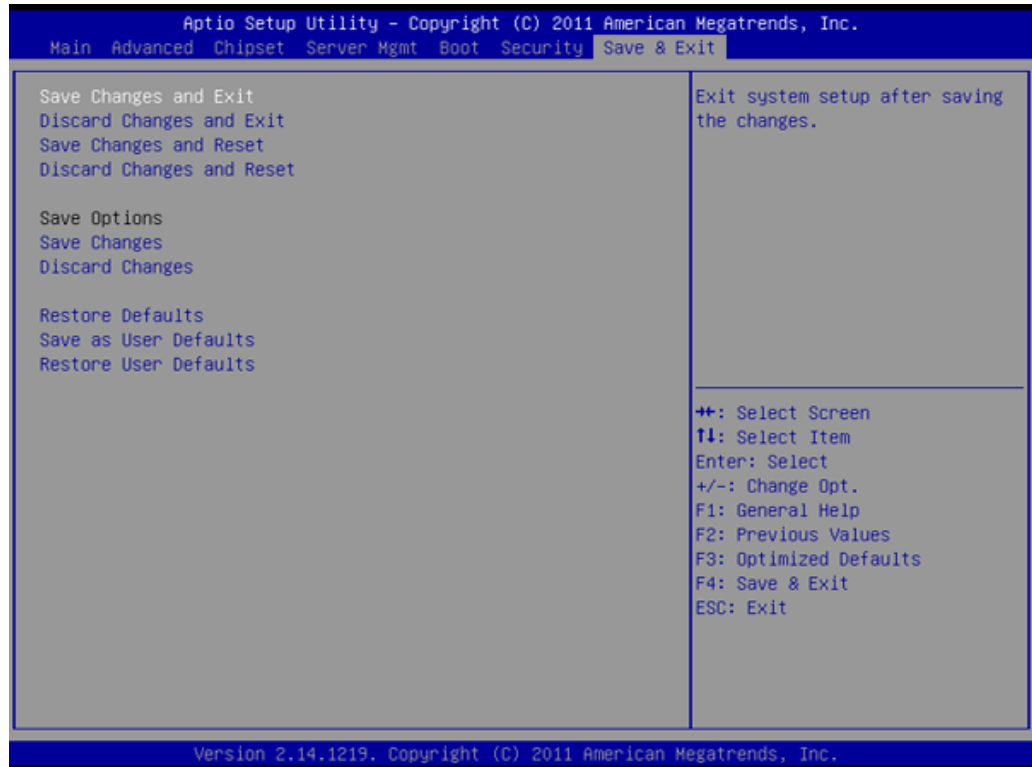 Aptio Setup Utility – Copyright (C) 2011 American Megatrends, Inc.
Main Advanced Chipset Server Mgmt Boot Security Save & Exit
Save Changes and Exit
Discard Changes and Exit
Save Changes and Reset
Discard Changes and Reset
Save Options
Save Changes
Discard Changes
Restore Defaults
Save as User Defaults
Restore User Defaults
Exit system setup after saving
the changes.
→←: Select Screen
↑↓: Select Item
Enter: Select
+/-: Change Opt.
F1: General Help
F2: Previous Values
F3: Optimized Defaults
F4: Save & Exit
ESC: Exit
Version 2.14.1219. Copyright (C) 2011 American Megatrends, Inc.